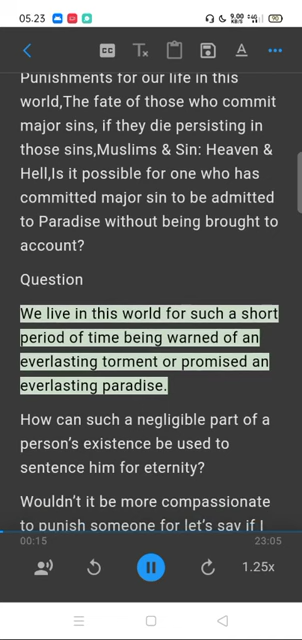 05.23
9,00
KB/S
90
CC
Punishments for our life in this
world,The fate of those who commit
major sins, if they die persisting in
those sins,Muslims & Sin: Heaven &
Hell,Is it possible for one who has
committed major sin to be admitted
to Paradise without being brought to
account?
Question
We live in this world for such a short
period of time being warned of an
everlasting torment or promised an
everlasting paradise.
How can such a negligible part of a
person's existence be used to
sentence him for eternity?
Wouldn't it be more compassionate
to punish someone for let's say if I
00:15
23:05
1.25x